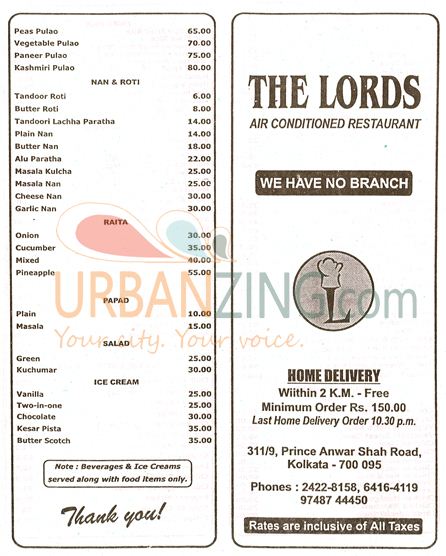 Peas Pulao 65.00
Vegetable Pulao 70.00
Paneer Pulao 75.00
Kashmiri Pulao 80.00
NAN & ROTI
Tandoor Roti 6.00
Butter Roti 8.00
Tandoori Lachha Paratha 14.00
Plain Nan 14.00
Butter Nan 18.00
Alu Paratha 22.00
Masala Kulcha 25.00
Masala Nan 25.00
Cheese Nan 30.00
Garlic Nan 30.00
RAITA
Onion 30.00
Cucumber 35.00
Mixed 40.00
Pineapple 55.00
PAPAD
Plain 10.00
Masala 15.00
SALAD
Green 25.00
Kuchumar 30.00
ICE CREAM
Vanilla 25.00
Two-in-one 25.00
Chocolate 30.00
Kesar Pista 35.00
Butter Scotch 35.00
Note : Beverages & Ice Creams
served along with food items only.
Thank you!
THE LORDS
AIR CONDITIONED RESTAURANT
WE HAVE NO BRANCH
L
HOME DELIVERY
Wiithin 2 K.M. - Free
Minimum Order Rs. 150.00
Last Home Delivery Order 10.30 p.m.
311/9, Prince Anwar Shah Road,
Kolkata - 700 095
Phones : 2422-8158, 6416-4119
97487 44450
Rates are inclusive of All Taxes
URBANZING.com
Your city. Your voice.